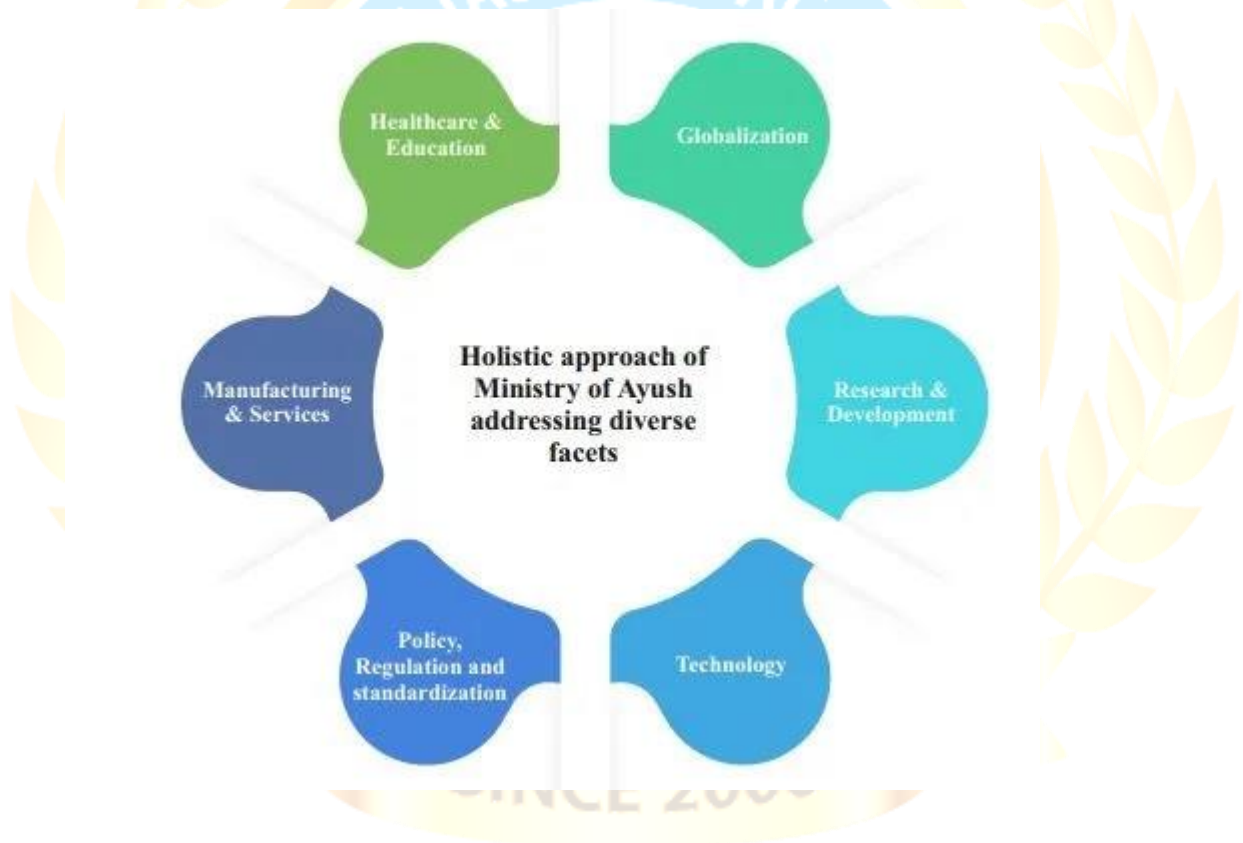 Healthcare &
Education
Globalization
Manufacturing
& Services
Holistic approach of
Ministry of Ayush
addressing diverse
facets
Research &
Development
Policy,
Regulation and
standardization
Technology
SINCE